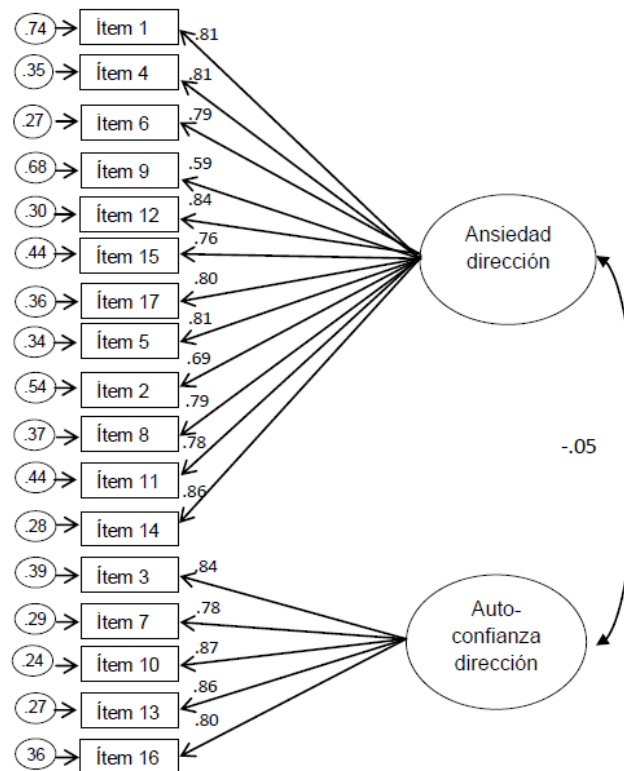 .74 Ítem 1 .81
.35 Ítem 4 .81
.27 Ítem 6 .79
.68 Ítem 9 .59
.30 Ítem 12 .84
.44 Ítem 15 .76
.36 Ítem 17 .80
.34 Ítem 5 .81
.54 Ítem 2 .69
.37 Ítem 8 .79
.44 Ítem 11 .78
.28 Ítem 14 .86
Ansiedad
dirección
-.05
.39 Ítem 3 .84
.29 Ítem 7 .78
.24 Ítem 10 .87
.27 Ítem 13 .86
36 Ítem 16 .80
Auto-
confianza
dirección